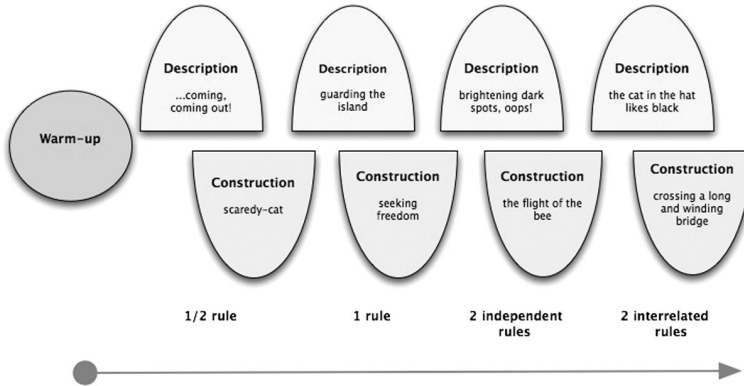 Warm-up
Description
...coming,
coming out!
Description
guarding the
island
Description
brightening dark
spots, oops!
Description
the cat in the hat
likes black
Construction
scaredy-cat
Construction
seeking
freedom
Construction
the flight of the
bee
Construction
crossing a long
and winding
bridge
1/2 rule
1 rule
2 independent
rules
2 interrelated
rules